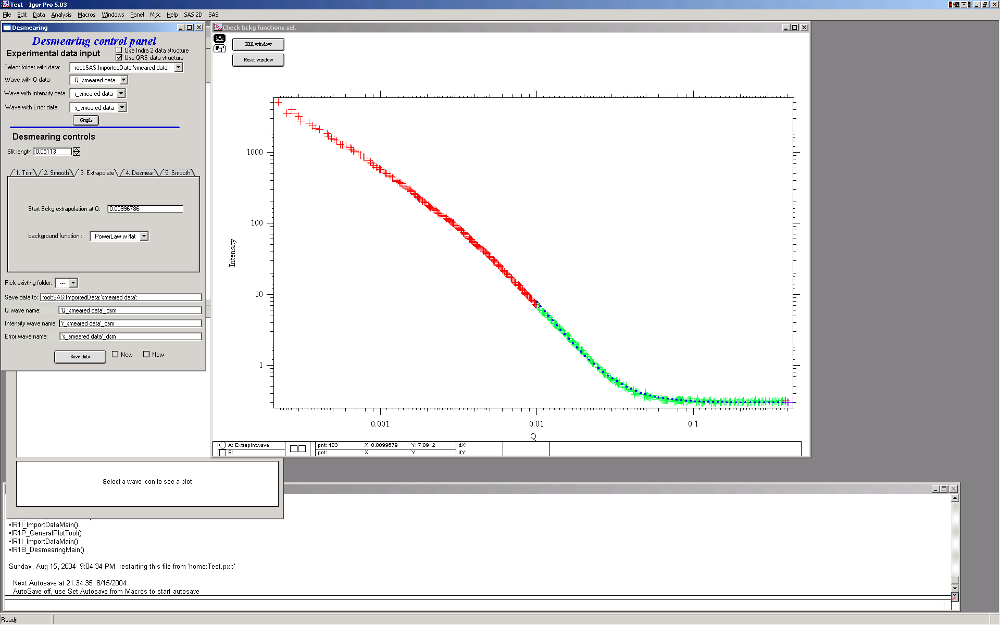 Test - Igor Pro 5.03
File Edit Data Analysis Macros Windows Panel Misc Help SAS 2D SAS
Desmearing
Desmearing control panel
Experimental data input
Use Indra 2 data structure
Use QRS data structure
Select folder with data: root:SAS:ImportedData:'smeared data':
Wave with Q data Q_smeared data
Wave with Intensity data r_smeared data
Wave with Error data s_smeared data
Graph
Desmearing controls
Slit length 0.05113
1. Trim 2. Smooth 3. Extrapolate 4. Desmear 5. Smooth
Start Bckg extrapolation at Q: 0.00996786
background function : PowerLaw w flat
Pick existing folder: ---
Save data to: root:SAS:ImportedData:'smeared data':
Q wave name: 'Q_smeared data'_dsm
Intensity wave name: 'r_smeared data'_dsm
Error wave name: 's_smeared data'_dsm
Save data New New
Check bckg functions sel.
Kill window
Reset window
1000
100
10
1
Intensity
0.001 0.01 0.1
Q
A: ExtrapIntwave pnt: 183 X: 0.0099679 Y: 7.0912 dX:
B: pnt: X: Y: dY:
Select a wave icon to see a plot
•IR1I_ImportDataMain()
•IR1P_GeneralPlotTool()
•IR1I_ImportDataMain()
•IR1B_DesmearingMain()
Sunday, Aug 15, 2004 9:04:34 PM restarting this file from 'home:Test.pxp'
Next Autosave at 21:34:35 8/15/2004
AutoSave off, use Set Autosave from Macros to start autosave
Ready